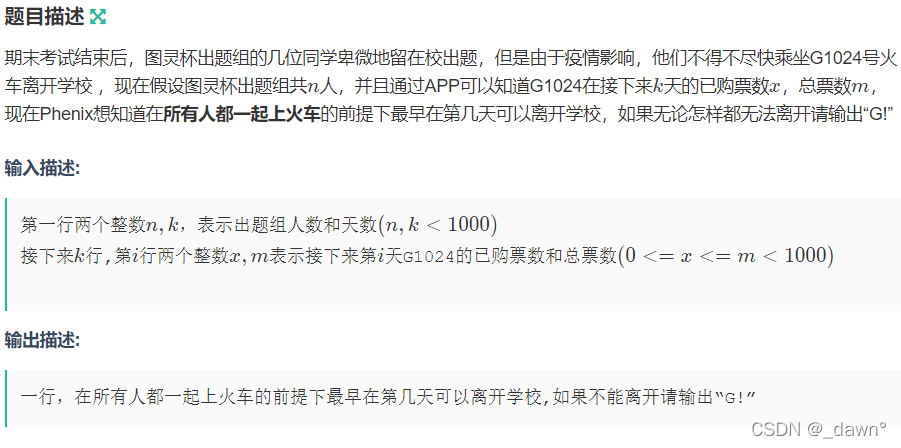 题目描述
期末考试结束后，图灵杯出题组的几位同学卑微地留在校出题，但是由于疫情影响，他们不得不尽快乘坐G1024号火
车离开学校 ，现在假设图灵杯出题组共n人，并且通过APP可以知道G1024在接下来k天的已购票数x，总票数m，
现在Phenix想知道在所有人都一起上火车的前提下最早在第几天可以离开学校，如果无论怎样都无法离开请输出“G!”
输入描述:
第一行两个整数n,k，表示出题组人数和天数(n,k < 1000)
接下来k行,第i行两个整数x,m表示接下来第i天G1024的已购票数和总票数(0 <= x <= m < 1000)
输出描述:
一行，在所有人都一起上火车的前提下最早在第几天可以离开学校,如果不能离开请输出“G!”
CSDN @_dawn°